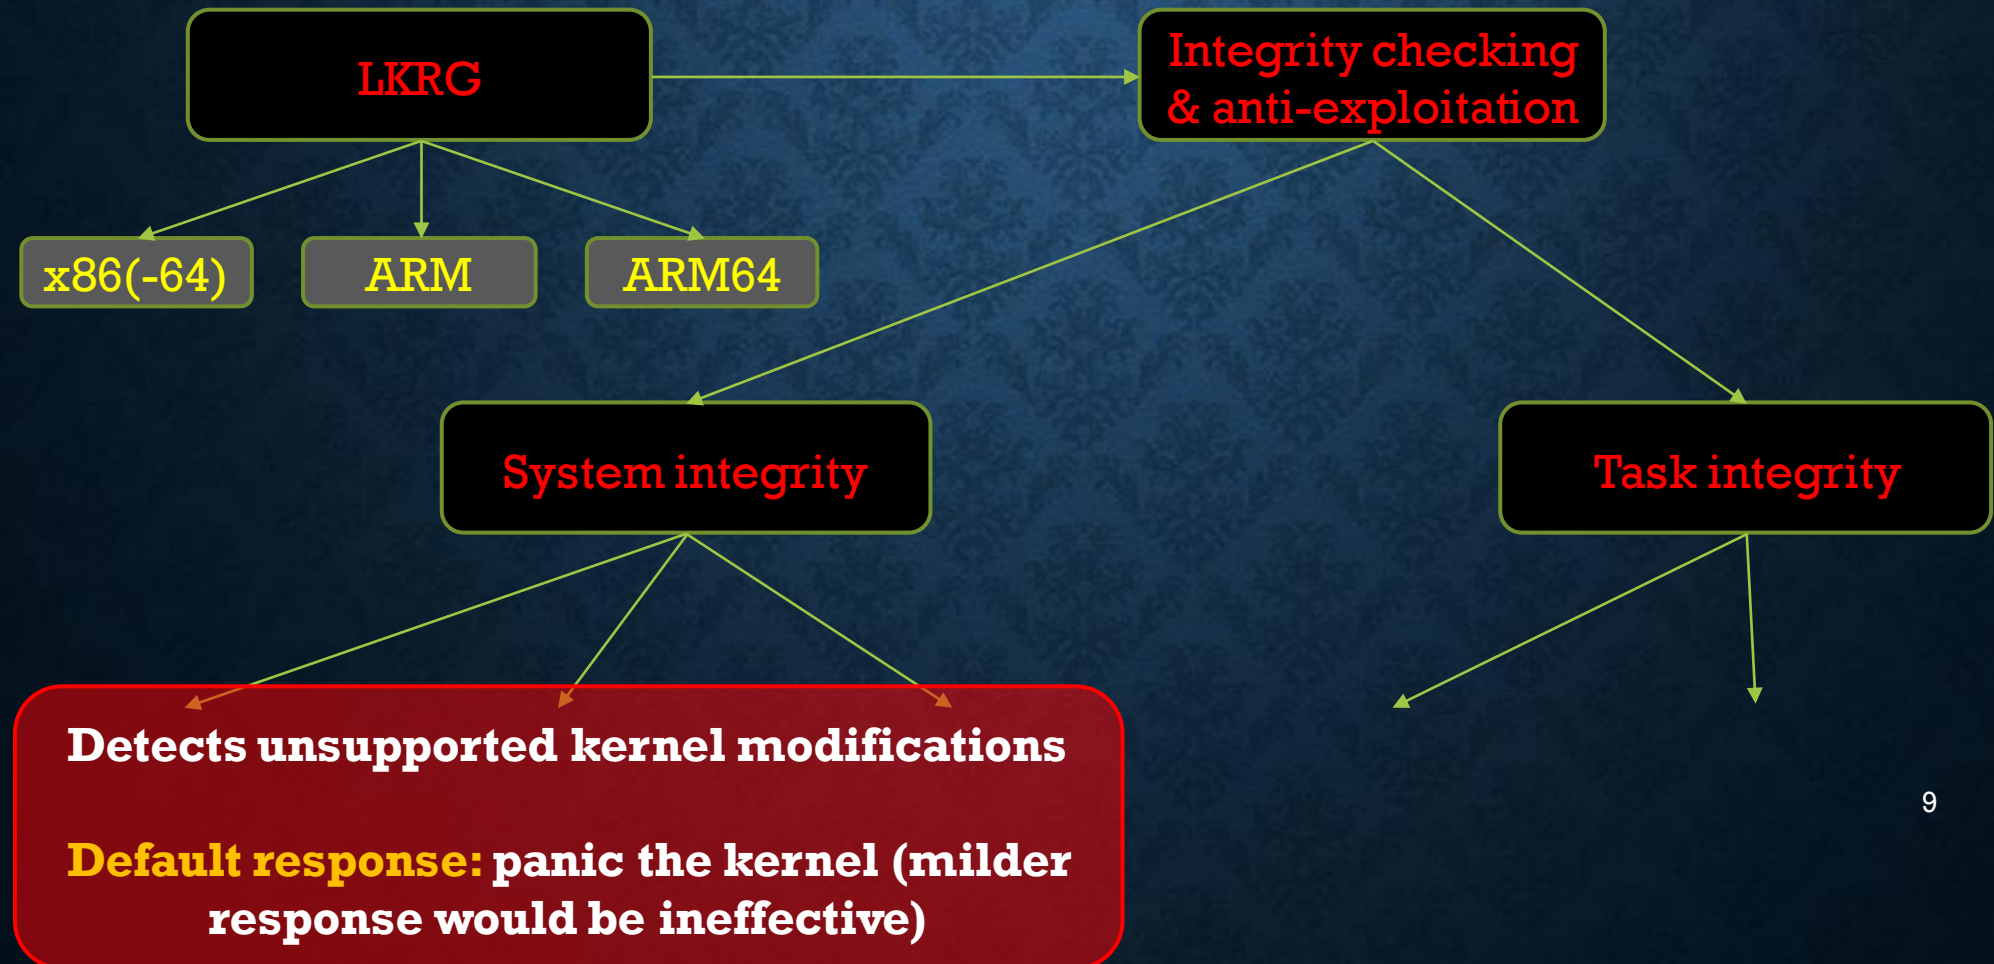 LKRG
Integrity checking
& anti-exploitation
x86(-64)
ARM
ARM64
System integrity
Task integrity
Detects unsupported kernel modifications
Default response: panic the kernel (milder
response would be ineffective)
9